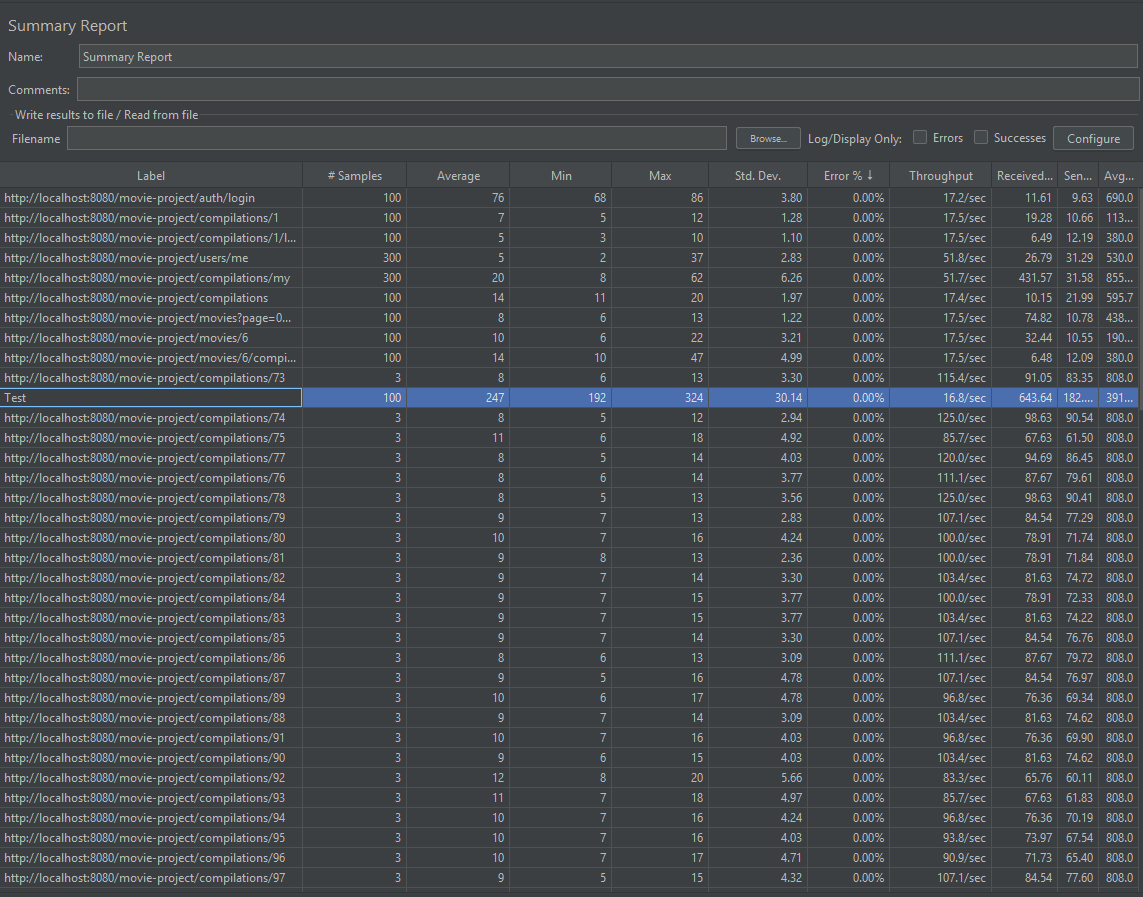 Summary Report
Name: Summary Report
Comments:
Write results to file / Read from file
Filename Browse... Log/Display Only: Errors Successes Configure
Label # Samples Average Min Max Std. Dev. Error % ↓ Throughput Received... Sen... Avg...
http://localhost:8080/movie-project/auth/login 100 76 68 86 3.80 0.00% 17.2/sec 11.61 9.63 690.0
http://localhost:8080/movie-project/compilations/1 100 7 5 12 1.28 0.00% 17.5/sec 19.28 10.66 113...
http://localhost:8080/movie-project/compilations/1/l... 100 5 3 10 1.10 0.00% 17.5/sec 6.49 12.19 380.0
http://localhost:8080/movie-project/users/me 300 5 2 37 2.83 0.00% 51.8/sec 26.79 31.29 530.0
http://localhost:8080/movie-project/compilations/my 300 20 8 62 6.26 0.00% 51.7/sec 431.57 31.58 855...
http://localhost:8080/movie-project/compilations 100 14 11 20 1.97 0.00% 17.4/sec 10.15 21.99 595.7
http://localhost:8080/movie-project/movies?page=0... 100 8 6 13 1.22 0.00% 17.5/sec 74.82 10.78 438...
http://localhost:8080/movie-project/movies/6 100 10 6 22 3.21 0.00% 17.5/sec 32.44 10.55 190...
http://localhost:8080/movie-project/movies/6/compi... 100 14 10 47 4.99 0.00% 17.5/sec 6.48 12.09 380.0
http://localhost:8080/movie-project/compilations/73 3 8 6 13 3.30 0.00% 115.4/sec 91.05 83.35 808.0
Test 100 247 192 324 30.14 0.00% 16.8/sec 643.64 182.... 391...
http://localhost:8080/movie-project/compilations/74 3 8 5 12 2.94 0.00% 125.0/sec 98.63 90.54 808.0
http://localhost:8080/movie-project/compilations/75 3 11 6 18 4.92 0.00% 85.7/sec 67.63 61.50 808.0
http://localhost:8080/movie-project/compilations/77 3 8 5 14 4.03 0.00% 120.0/sec 94.69 86.45 808.0
http://localhost:8080/movie-project/compilations/76 3 8 6 14 3.77 0.00% 111.1/sec 87.67 79.61 808.0
http://localhost:8080/movie-project/compilations/78 3 8 5 13 3.56 0.00% 125.0/sec 98.63 90.41 808.0
http://localhost:8080/movie-project/compilations/79 3 9 7 13 2.83 0.00% 107.1/sec 84.54 77.29 808.0
http://localhost:8080/movie-project/compilations/80 3 10 7 16 4.24 0.00% 100.0/sec 78.91 71.74 808.0
http://localhost:8080/movie-project/compilations/81 3 9 8 13 2.36 0.00% 100.0/sec 78.91 71.84 808.0
http://localhost:8080/movie-project/compilations/82 3 9 7 14 3.30 0.00% 103.4/sec 81.63 74.72 808.0
http://localhost:8080/movie-project/compilations/84 3 9 7 15 3.77 0.00% 100.0/sec 78.91 72.33 808.0
http://localhost:8080/movie-project/compilations/83 3 9 7 15 3.77 0.00% 103.4/sec 81.63 74.22 808.0
http://localhost:8080/movie-project/compilations/85 3 9 7 14 3.30 0.00% 107.1/sec 84.54 76.76 808.0
http://localhost:8080/movie-project/compilations/86 3 8 6 13 3.09 0.00% 111.1/sec 87.67 79.72 808.0
http://localhost:8080/movie-project/compilations/87 3 9 5 16 4.78 0.00% 107.1/sec 84.54 76.97 808.0
http://localhost:8080/movie-project/compilations/89 3 10 6 17 4.78 0.00% 96.8/sec 76.36 69.34 808.0
http://localhost:8080/movie-project/compilations/88 3 9 7 14 3.09 0.00% 103.4/sec 81.63 74.62 808.0
http://localhost:8080/movie-project/compilations/91 3 10 7 16 4.03 0.00% 96.8/sec 76.36 69.90 808.0
http://localhost:8080/movie-project/compilations/90 3 9 6 15 4.03 0.00% 103.4/sec 81.63 74.62 808.0
http://localhost:8080/movie-project/compilations/92 3 12 8 20 5.66 0.00% 83.3/sec 65.76 60.11 808.0
http://localhost:8080/movie-project/compilations/93 3 11 7 18 4.97 0.00% 85.7/sec 67.63 61.83 808.0
http://localhost:8080/movie-project/compilations/94 3 10 7 16 4.24 0.00% 96.8/sec 76.36 70.19 808.0
http://localhost:8080/movie-project/compilations/95 3 10 7 16 4.03 0.00% 93.8/sec 73.97 67.54 808.0
http://localhost:8080/movie-project/compilations/96 3 10 7 17 4.71 0.00% 90.9/sec 71.73 65.40 808.0
http://localhost:8080/movie-project/compilations/97 3 9 5 15 4.32 0.00% 107.1/sec 84.54 77.60 808.0